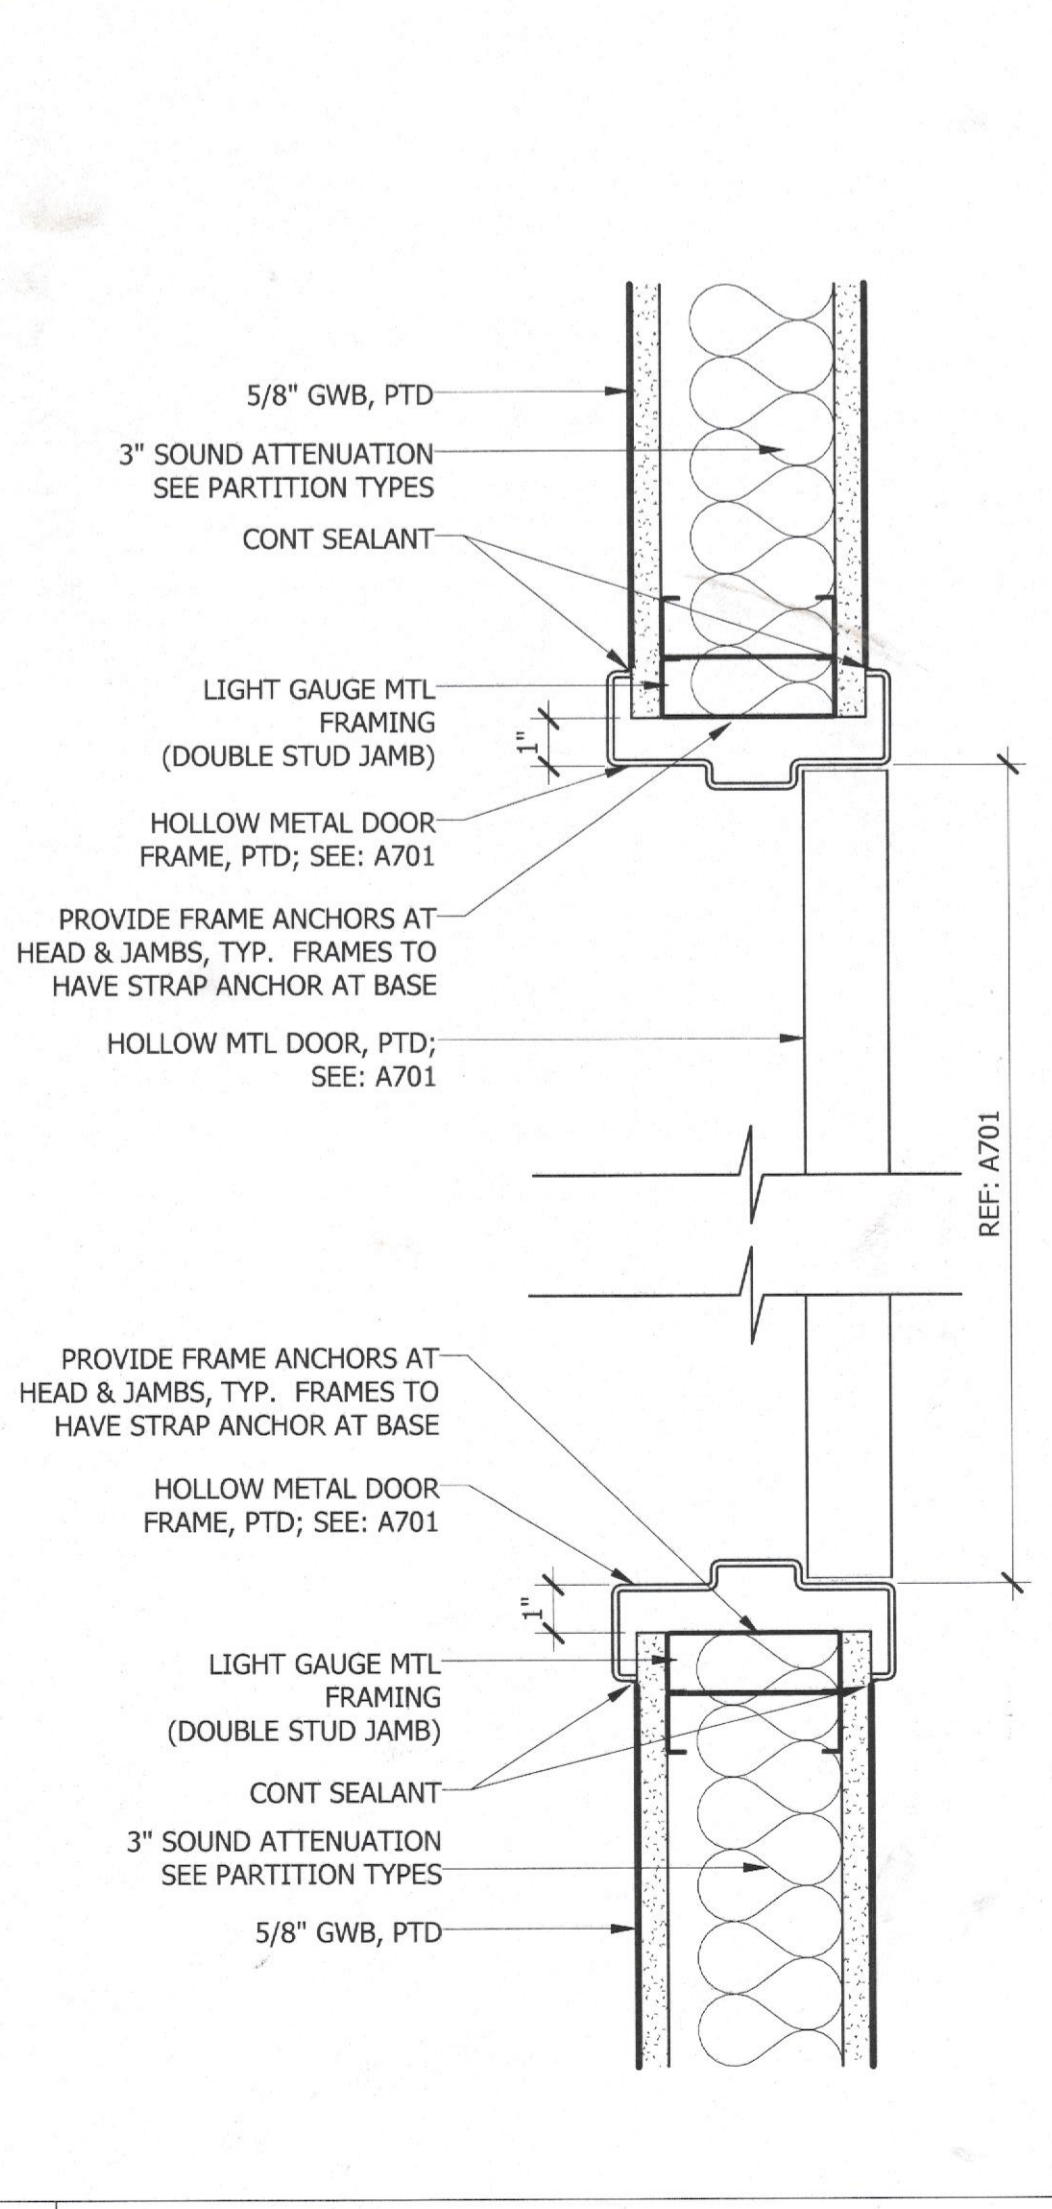 5/8" GWB, PTD
3" SOUND ATTENUATION
SEE PARTITION TYPES
CONT SEALANT
LIGHT GAUGE MTL
FRAMING
(DOUBLE STUD JAMB)
1"
HOLLOW METAL DOOR
FRAME, PTD; SEE: A701
PROVIDE FRAME ANCHORS AT
HEAD & JAMBS, TYP. FRAMES TO
HAVE STRAP ANCHOR AT BASE
HOLLOW MTL DOOR, PTD;
SEE: A701
REF: A701
PROVIDE FRAME ANCHORS AT
HEAD & JAMBS, TYP. FRAMES TO
HAVE STRAP ANCHOR AT BASE
HOLLOW METAL DOOR
FRAME, PTD; SEE: A701
1"
LIGHT GAUGE MTL
FRAMING
(DOUBLE STUD JAMB)
CONT SEALANT
3" SOUND ATTENUATION
SEE PARTITION TYPES
5/8" GWB, PTD